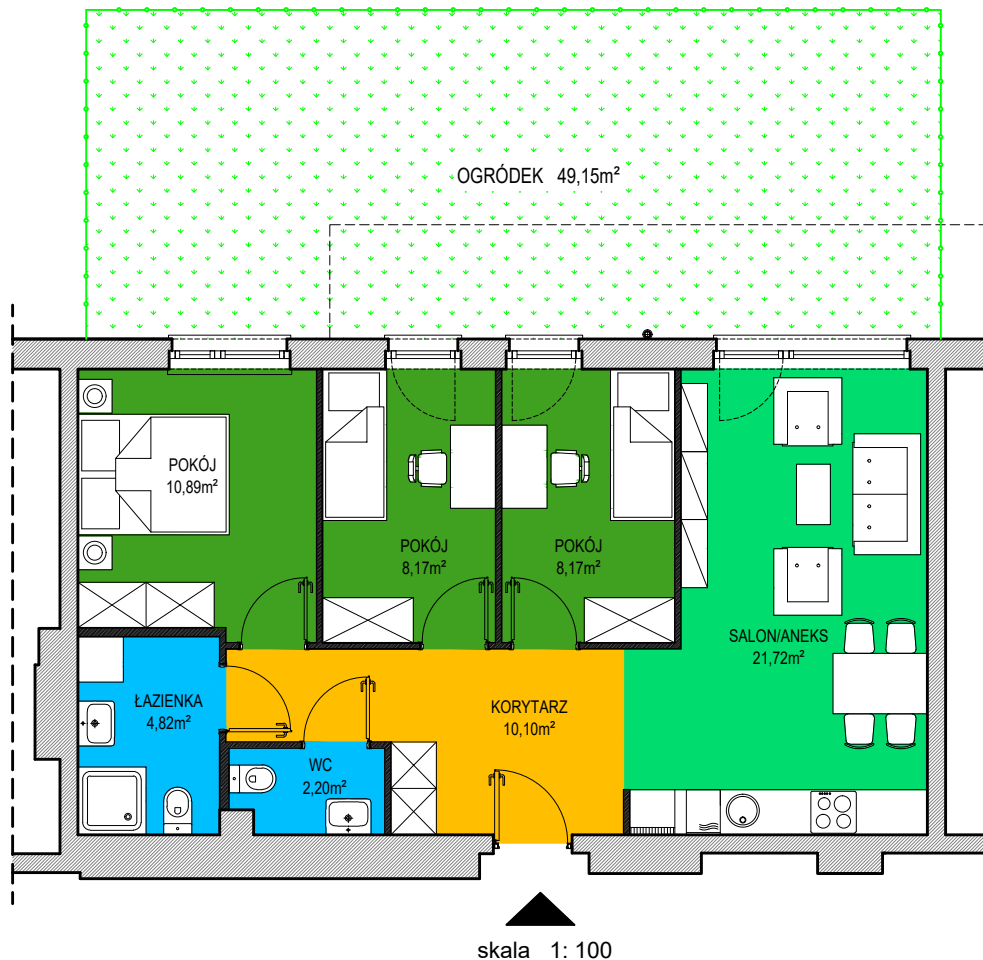 OGRÓDEK 49,15m²
POKÓJ
10,89m²
POKÓJ
8,17m²
POKÓJ
8,17m²
SALON/ANEKS
21,72m²
ŁAZIENKA
4,82m²
KORYTARZ
10,10m²
WC
2,20m²
skala 1: 100